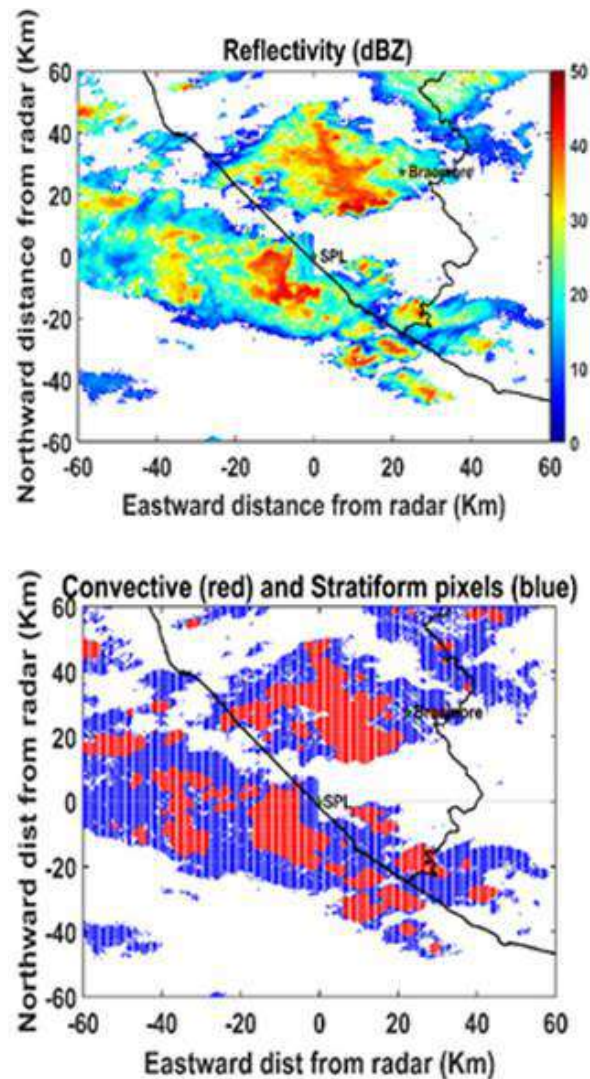 Reflectivity (dBZ)
Northward distance from radar (Km)
60
40
20
0
-20
-40
-60
Braemore
SPL
50
40
30
20
10
0
-60 -40 -20 0 20 40 60
Eastward distance from radar (Km)
Convective (red) and Stratiform pixels (blue)
Northward dist from radar (Km)
60
40
20
0
-20
-40
-60
Braemore
SPL
-60 -40 -20 0 20 40 60
Eastward dist from radar (Km)